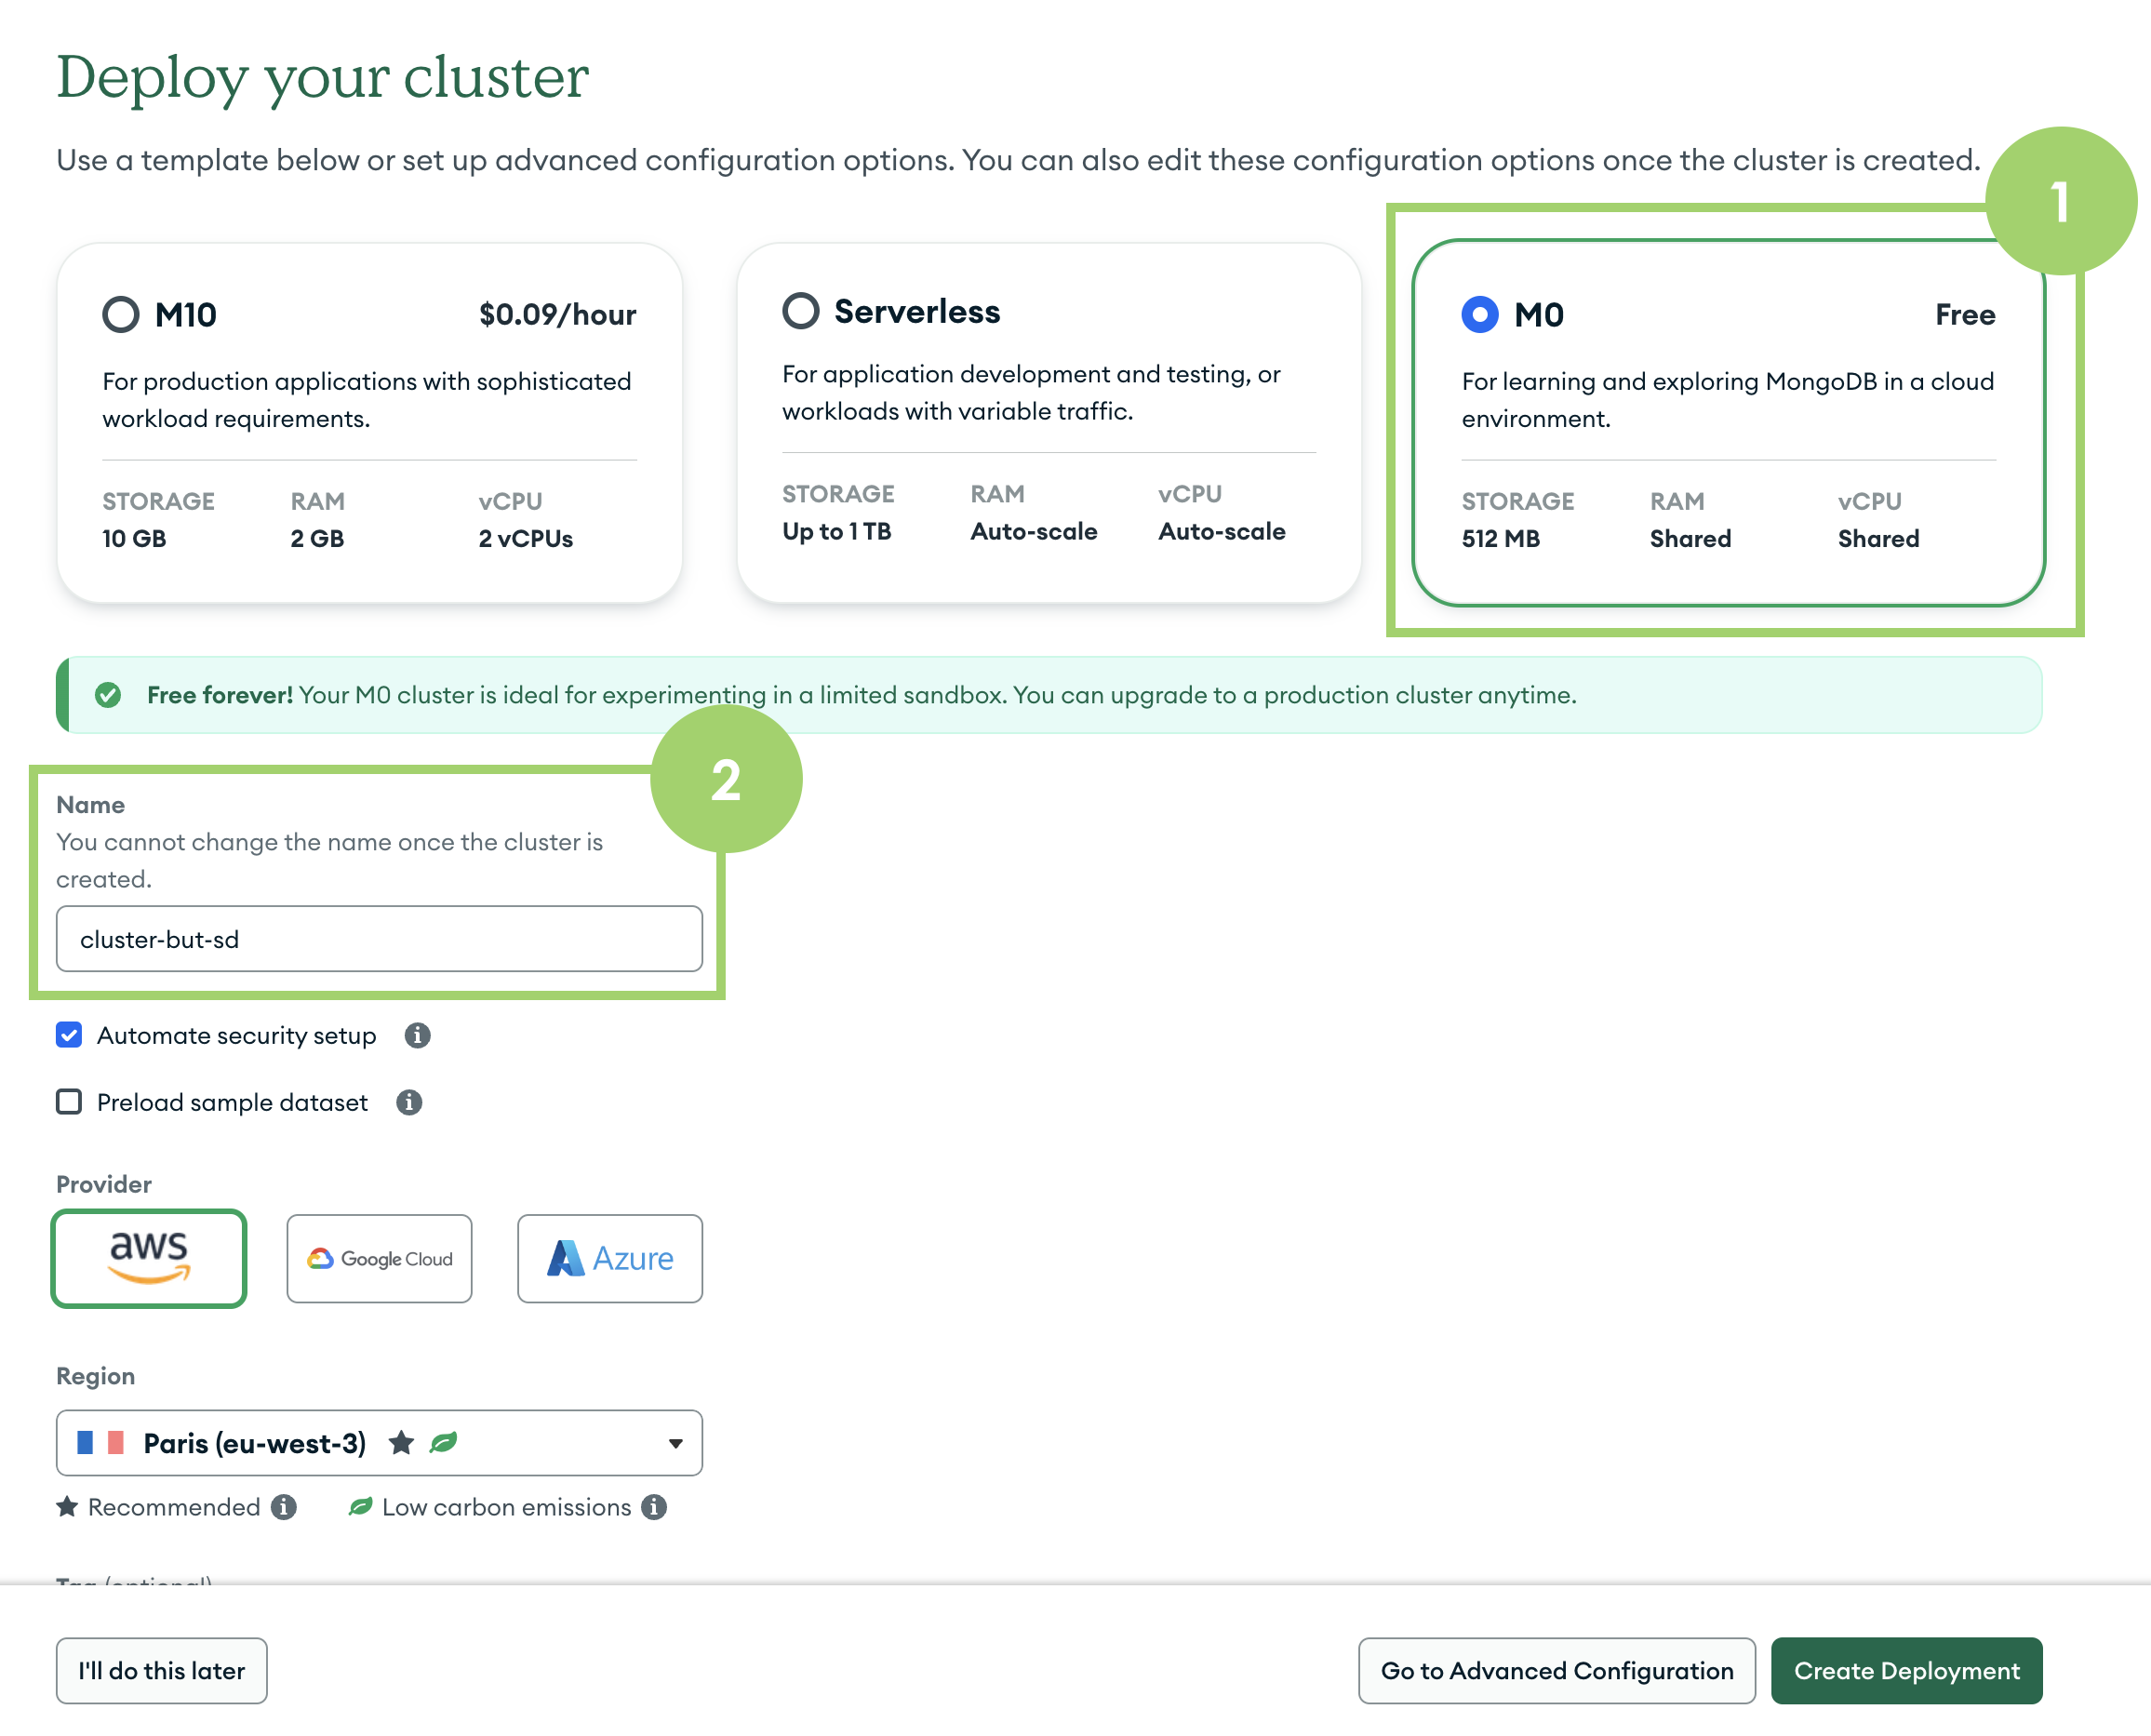 Deploy your cluster
Use a template below or set up advanced configuration options. You can also edit these configuration options once the cluster is created.
1
M10 $0.09/hour
For production applications with sophisticated
workload requirements.
STORAGE RAM vCPU
10 GB 2 GB 2 vCPUs
Serverless
For application development and testing, or
workloads with variable traffic.
STORAGE RAM vCPU
Up to 1 TB Auto-scale Auto-scale
M0 Free
For learning and exploring MongoDB in a cloud
environment.
STORAGE RAM vCPU
512 MB Shared Shared
Free forever! Your M0 cluster is ideal for experimenting in a limited sandbox. You can upgrade to a production cluster anytime.
2
Name
You cannot change the name once the cluster is
created.
cluster-but-sd
Automate security setup
Preload sample dataset
Provider
aws Google Cloud Azure
Region
Paris (eu-west-3)
Recommended Low carbon emissions
Tag (optional)
I'll do this later Go to Advanced Configuration Create Deployment